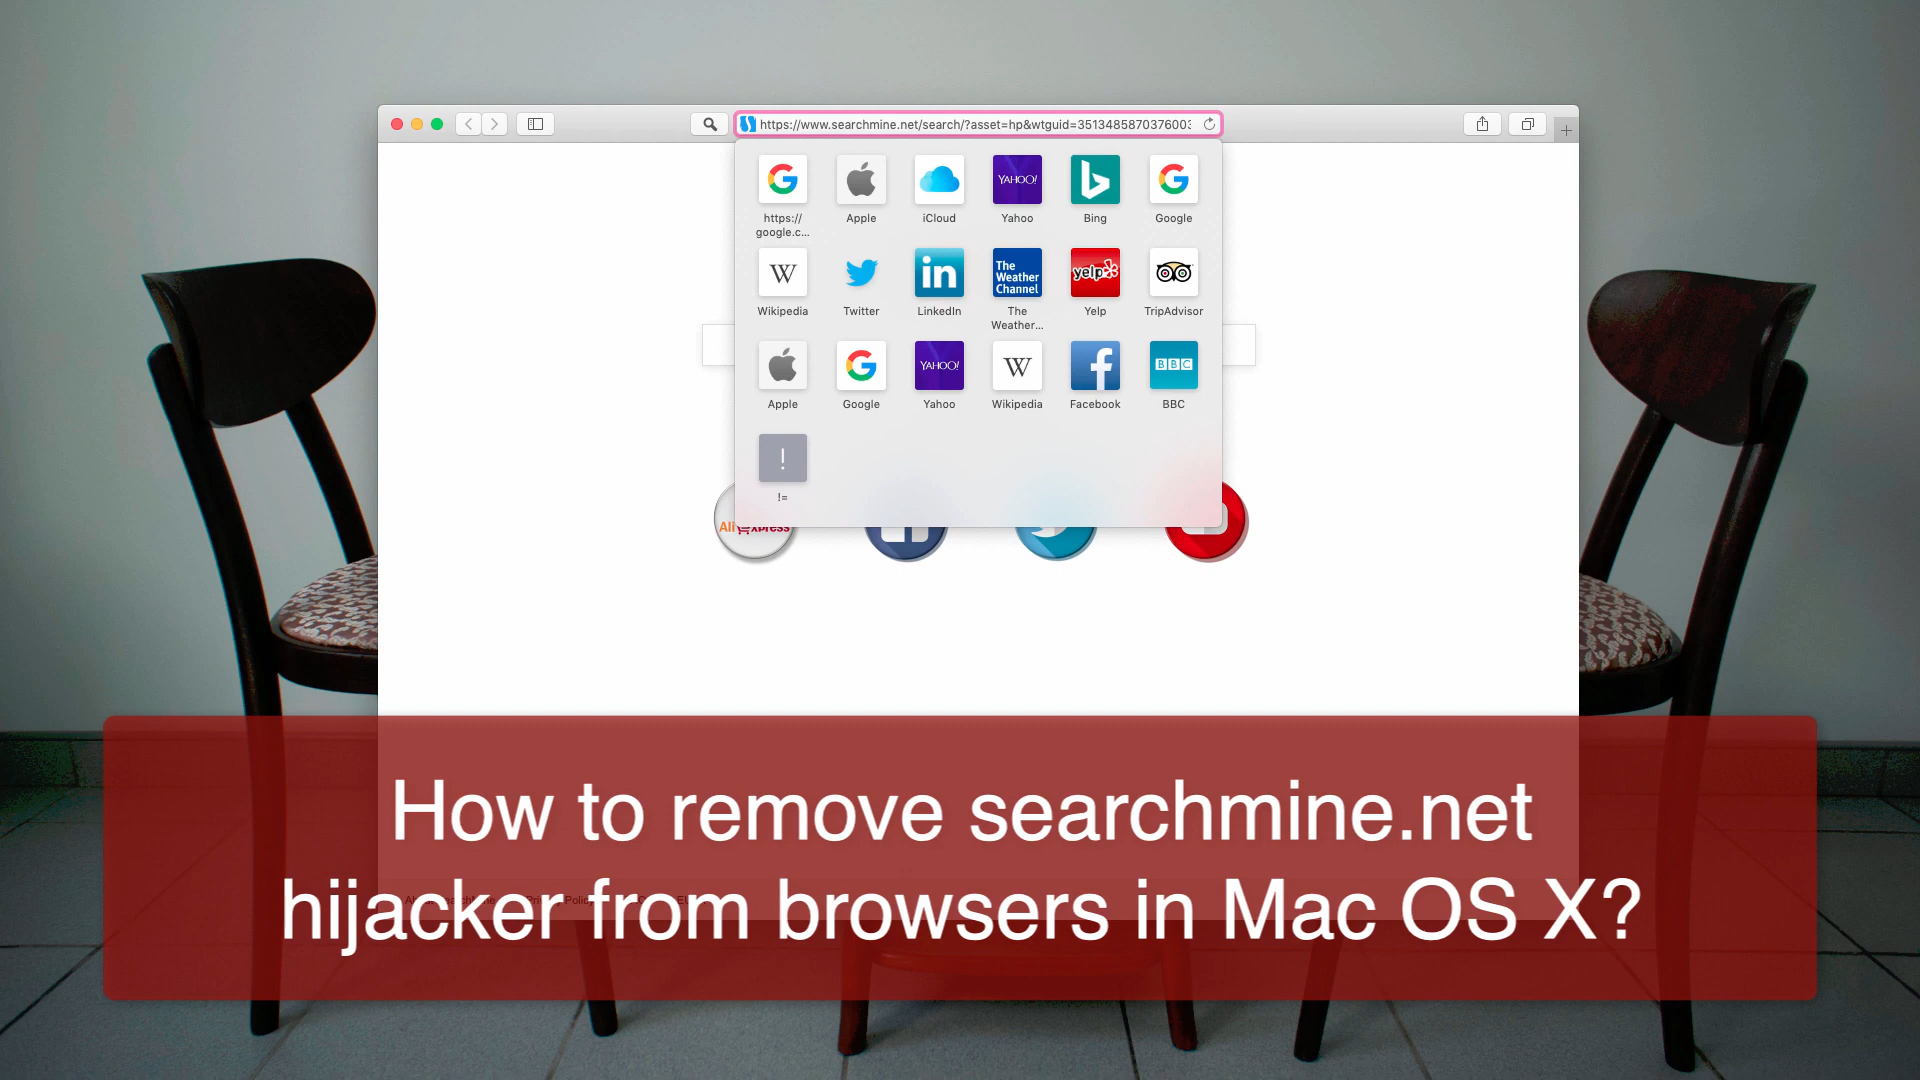 https://www.searchmine.net/search/?asset=hp&wtguid=351348587037600
https:// Apple iCloud Yahoo Bing Google
google.c...
YAHOO!
W in The Weather Channel yelp
Wikipedia Twitter LinkedIn The Yelp TripAdvisor
Weather...
YAHOO! W BBC
Apple Google Yahoo Wikipedia Facebook BBC
!
!=
AliExpress
How to remove searchmine.net
hijacker from browsers in Mac OS X?